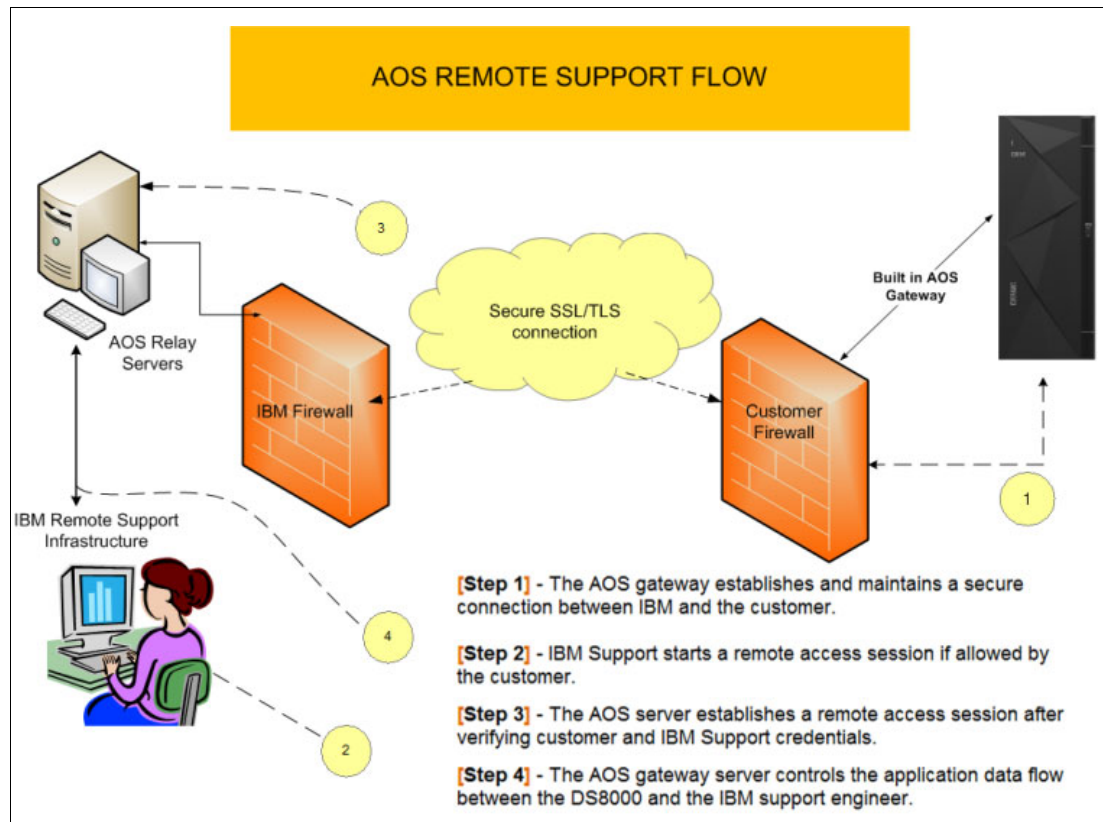 AOS REMOTE SUPPORT FLOW
3
Built in AOS
Gateway
Secure SSL/TLS
connection
AOS Relay
Servers
IBM Firewall
Customer
Firewall
1
IBM Remote Support
Infrastructure
4
2
[Step 1] - The AOS gateway establishes and maintains a secure
connection between IBM and the customer.
[Step 2] - IBM Support starts a remote access session if allowed by
the customer.
[Step 3] - The AOS server establishes a remote access session after
verifying customer and IBM Support credentials.
[Step 4] - The AOS gateway server controls the application data flow
between the DS8000 and the IBM support engineer.